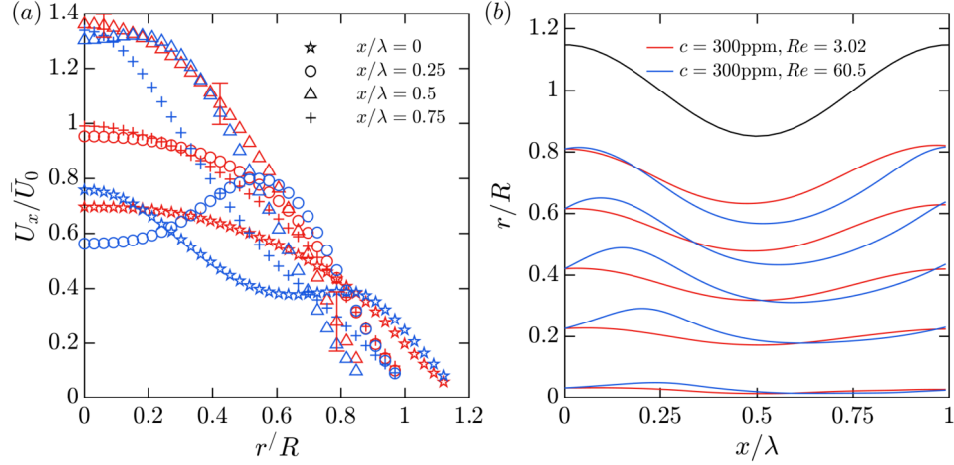 (a)
1.4
1.2
1
0.8
0.6
0.4
0.2
0
U_x/Ū_0
0 0.2 0.4 0.6 0.8 1 1.2
r/R
x/λ = 0
x/λ = 0.25
x/λ = 0.5
x/λ = 0.75
(b)
1.2
1
0.8
0.6
0.4
0.2
0
r/R
0 0.25 0.5 0.75 1
x/λ
c = 300ppm, Re = 3.02
c = 300ppm, Re = 60.5